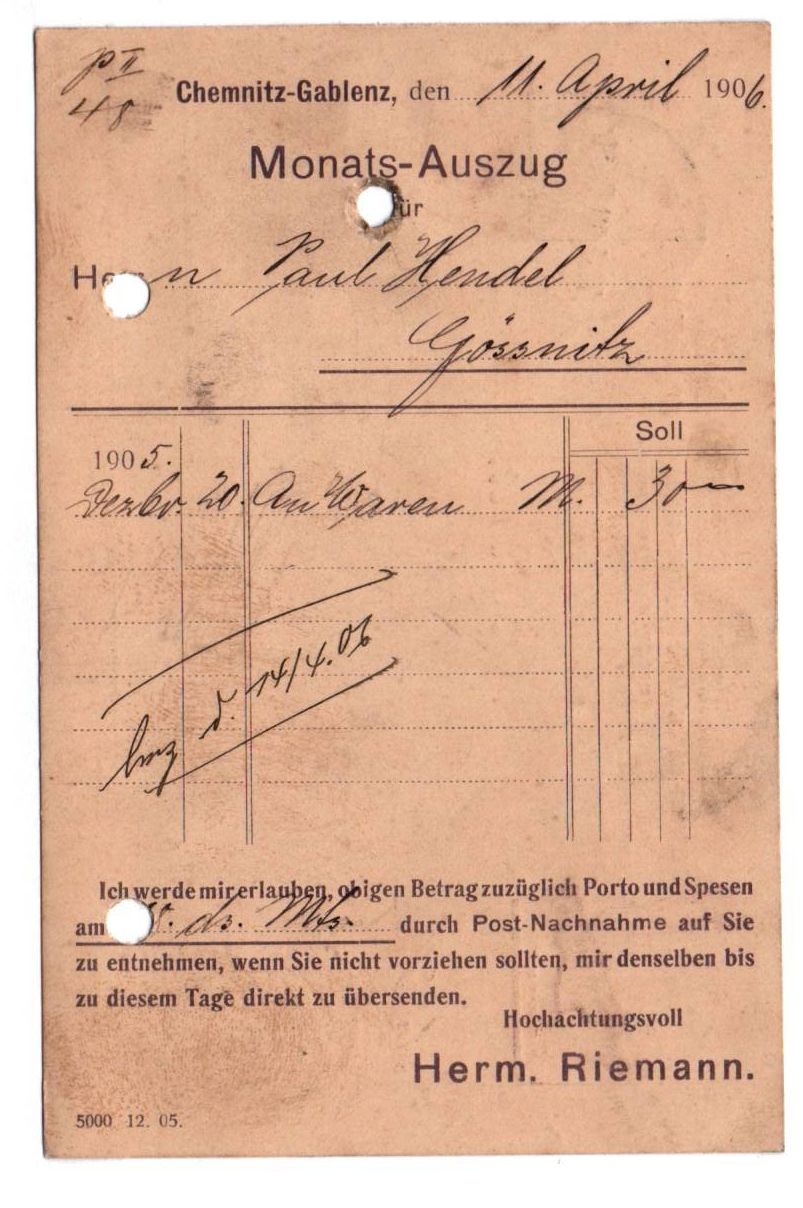 P II
48
Chemnitz-Gablenz, den 11. April 1906.
Monats-Auszug
für
Herrn Paul Hendel
Gössnitz
Soll
1905.
Dezbr. 20. An Waren M. 30 —
bez d. 14/4.06
Ich werde mir erlauben, obigen Betrag zuzüglich Porto und Spesen
am ds. Mts. durch Post-Nachnahme auf Sie
zu entnehmen, wenn Sie nicht vorziehen sollten, mir denselben bis
zu diesem Tage direkt zu übersenden.
Hochachtungsvoll
Herm. Riemann.
5000 12. 05.